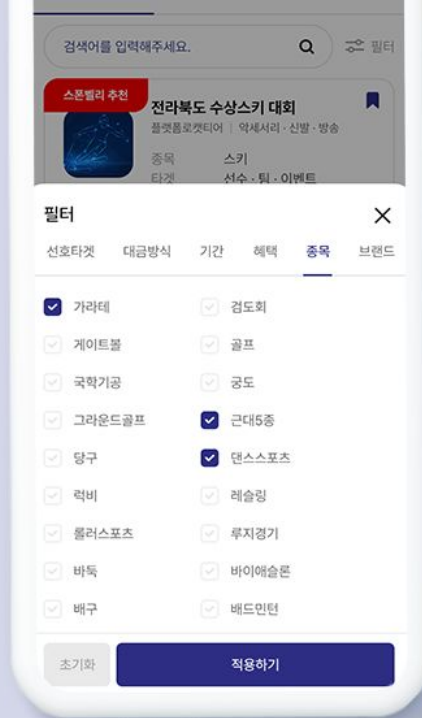 검색어를 입력해주세요.
필터
스폰밸리 추천
전라북도 수상스키 대회
플랫폼로켓티어 | 악세서리 · 신발 · 방송
종목 스키
타겟 선수 · 팀 · 이벤트
필터
선호타겟 대금방식 기간 혜택 종목 브랜드
가라테 검도회
게이트볼 골프
국학기공 궁도
그라운드골프 근대5종
당구 댄스스포츠
럭비 레슬링
롤러스포츠 루지경기
바둑 바이애슬론
배구 배드민턴
초기화 적용하기